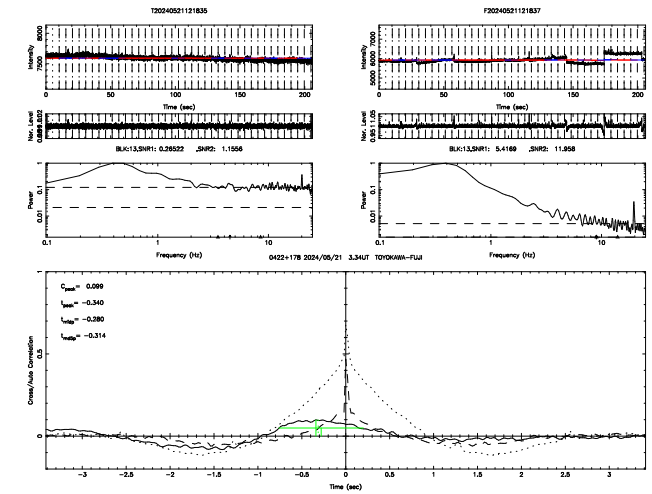 T20240521121835
F20240521121837
Intensity
8000
7500
0 50 100 150 200
Time (sec)
Intensity
7000
6000
5000
0 50 100 150 200
Time (sec)
Nor. Level
Nor. Level
0.95 1 1.05
BLK:13,SNR1: 0.26522 ,SNR2: 1.1556
BLK:13,SNR1: 5.4169 ,SNR2: 11.958
Power
1
0.1
0.01
0.1 1 10
Frequency (Hz)
Power
1
0.1
0.01
0.1 1 10
Frequency (Hz)
0422+178 2024/05/21 3.34UT TOYOKAWA-FUJI
Cross/Auto Correlation
1
0.5
0
Cpeak= 0.099
tpeak= -0.340
tmidp= -0.280
-0.314
-3 -2.5 -2 -1.5 -1 -0.5 0 0.5 1 1.5 2 2.5 3
Time (sec)